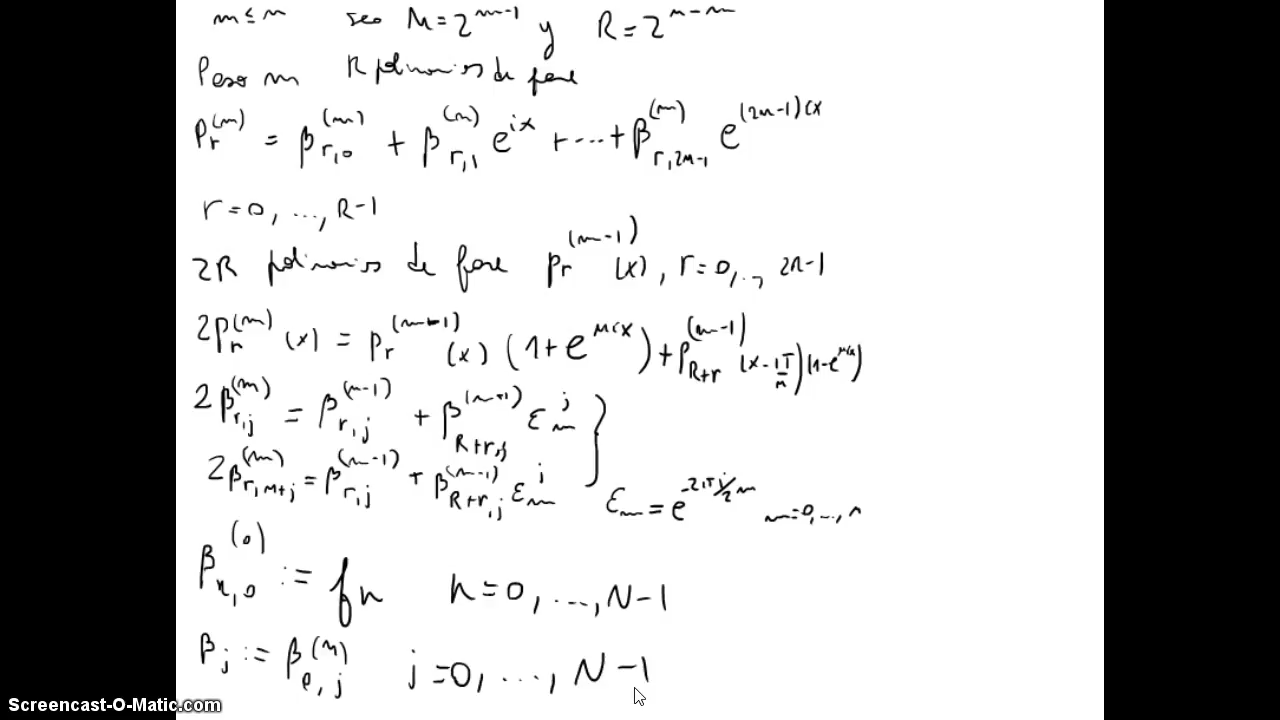 m ≤ n sea M = 2^{m-1} y R = 2^{n-m}
Paso m R polinomios de fase
P_r^{(m)} = β_{r,0}^{(m)} + β_{r,1}^{(m)} e^{ix} + ... + β_{r,2M-1}^{(m)} e^{(2M-1)ix}
r = 0, ..., R-1
2R polinomios de fase P_r^{(m-1)}(x), r = 0, .., 2R-1
2P_r^{(m)}(x) = P_r^{(m-1)}(x) (1 + e^{Mix}) + P_{R+r}^{(m-1)} (x - π/M)(1 - e^{Mix})
2β_{r,j}^{(m)} = β_{r,j}^{(m-1)} + β_{R+r,j}^{(m-1)} ε_m^j }
2β_{r,M+j}^{(m)} = β_{r,j}^{(m-1)} + β_{R+r,j}^{(m-1)} ε_m^j
ε_m = e^{-2πi/2^m} m = 0, ..., n
β_{k,0}^{(0)} := f_k k = 0, ..., N-1
β_j := β_{0,j}^{(n)} j = 0, ..., N-1
Screencast-O-Matic.com